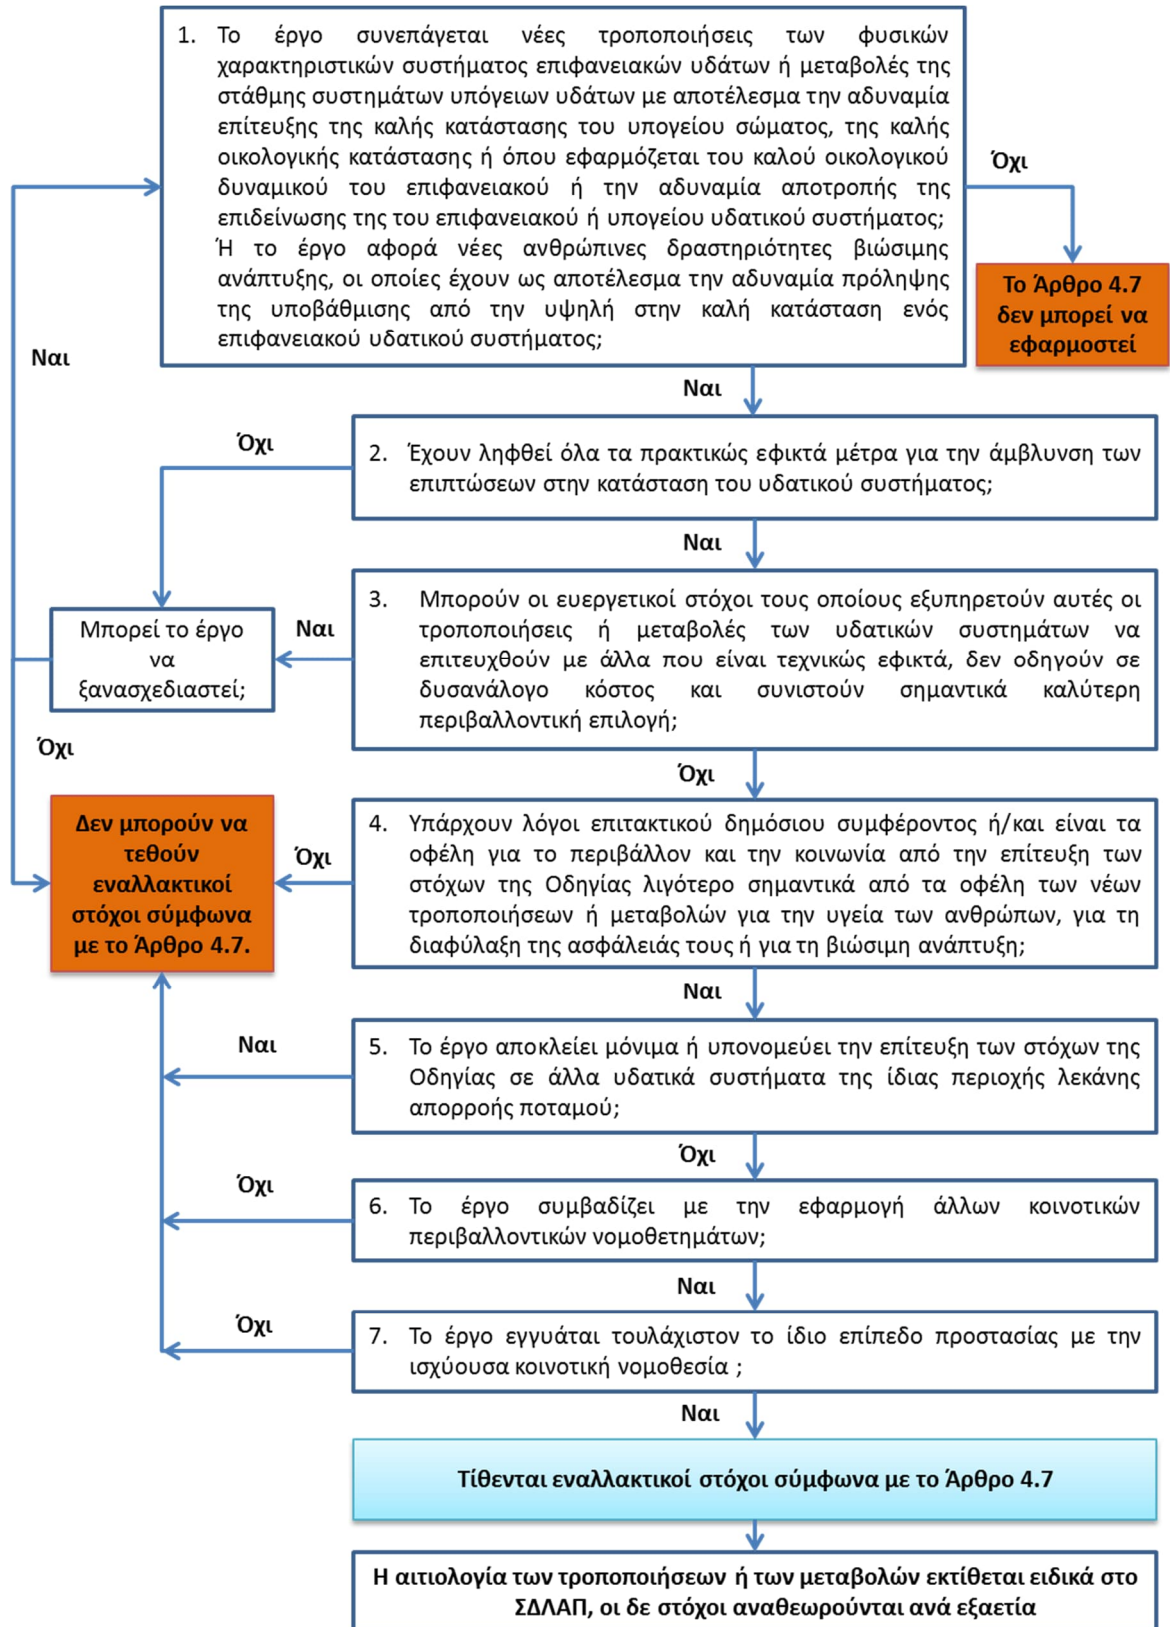 1. Το έργο συνεπάγεται νέες τροποποιήσεις των φυσικών
χαρακτηριστικών συστήματος επιφανειακών υδάτων ή μεταβολές της
στάθμης συστημάτων υπόγειων υδάτων με αποτέλεσμα την αδυναμία
επίτευξης της καλής κατάστασης του υπογείου σώματος, της καλής
οικολογικής κατάστασης ή όπου εφαρμόζεται του καλού οικολογικού
δυναμικού του επιφανειακού ή την αδυναμία αποτροπής της
επιδείνωσης της του επιφανειακού ή υπογείου υδατικού συστήματος;
Ή το έργο αφορά νέες ανθρώπινες δραστηριότητες βιώσιμης
ανάπτυξης, οι οποίες έχουν ως αποτέλεσμα την αδυναμία πρόληψης
της υποβάθμισης από την υψηλή στην καλή κατάσταση ενός
επιφανειακού υδατικού συστήματος;
Όχι
Το Άρθρο 4.7
δεν μπορεί να
εφαρμοστεί
Ναι
Ναι
Όχι
2. Έχουν ληφθεί όλα τα πρακτικώς εφικτά μέτρα για την άμβλυνση των
επιπτώσεων στην κατάσταση του υδατικού συστήματος;
Ναι
3. Μπορούν οι ευεργετικοί στόχοι τους οποίους εξυπηρετούν αυτές οι
τροποποιήσεις ή μεταβολές των υδατικών συστημάτων να
επιτευχθούν με άλλα που είναι τεχνικώς εφικτά, δεν οδηγούν σε
δυσανάλογο κόστος και συνιστούν σημαντικά καλύτερη
περιβαλλοντική επιλογή;
Ναι
Μπορεί το έργο
να
ξανασχεδιαστεί;
Όχι
Όχι
Δεν μπορούν να
τεθούν
εναλλακτικοί
στόχοι σύμφωνα
με το Άρθρο 4.7.
Όχι
4. Υπάρχουν λόγοι επιτακτικού δημόσιου συμφέροντος ή/και είναι τα
οφέλη για το περιβάλλον και την κοινωνία από την επίτευξη των
στόχων της Οδηγίας λιγότερο σημαντικά από τα οφέλη των νέων
τροποποιήσεων ή μεταβολών για την υγεία των ανθρώπων, για τη
διαφύλαξη της ασφάλειάς τους ή για τη βιώσιμη ανάπτυξη;
Ναι
Ναι
5. Το έργο αποκλείει μόνιμα ή υπονομεύει την επίτευξη των στόχων της
Οδηγίας σε άλλα υδατικά συστήματα της ίδιας περιοχής λεκάνης
απορροής ποταμού;
Όχι
Όχι
6. Το έργο συμβαδίζει με την εφαρμογή άλλων κοινοτικών
περιβαλλοντικών νομοθετημάτων;
Ναι
Όχι
7. Το έργο εγγυάται τουλάχιστον το ίδιο επίπεδο προστασίας με την
ισχύουσα κοινοτική νομοθεσία ;
Ναι
Τίθενται εναλλακτικοί στόχοι σύμφωνα με το Άρθρο 4.7
Η αιτιολογία των τροποποιήσεων ή των μεταβολών εκτίθεται ειδικά στο
ΣΔΛΑΠ, οι δε στόχοι αναθεωρούνται ανά εξαετία